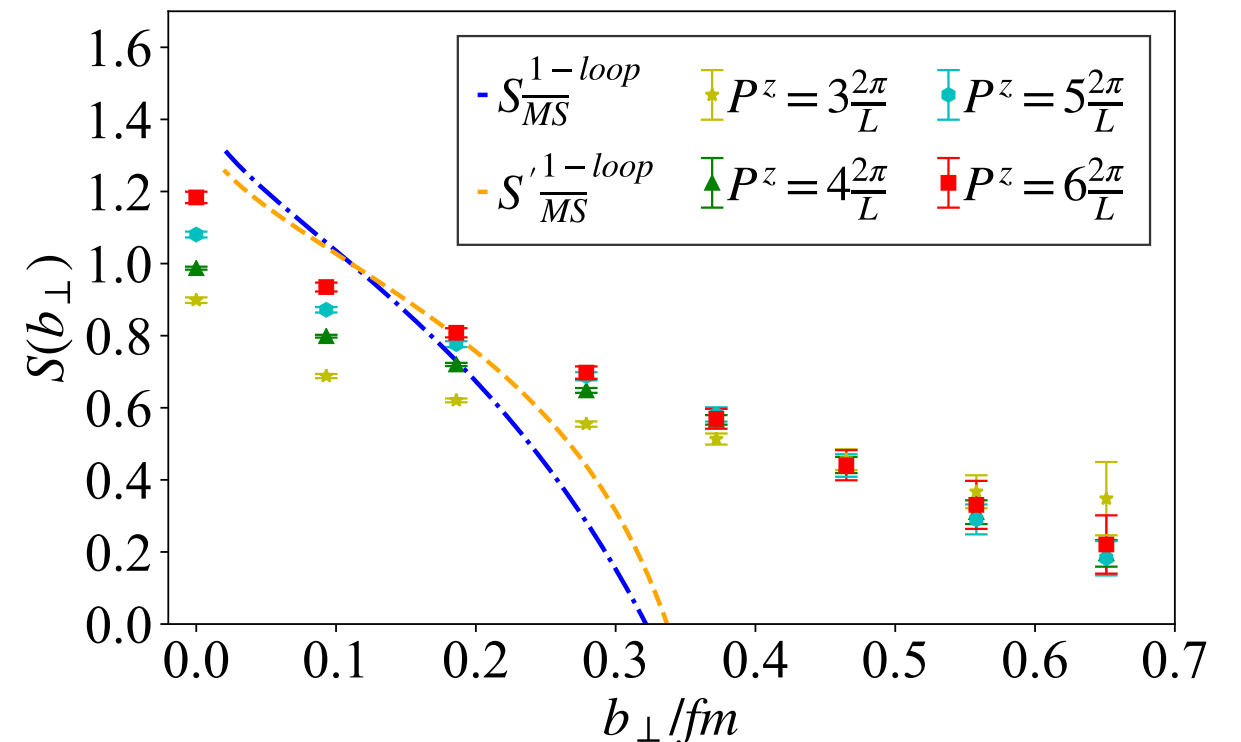 1.6
1.4
1.2
1.0
0.8
0.6
0.4
0.2
0.0
S(b⊥)
S 1−loop MS P^z = 3 2π/L P^z = 5 2π/L
S′ 1−loop MS P^z = 4 2π/L P^z = 6 2π/L
0.0 0.1 0.2 0.3 0.4 0.5 0.6 0.7
b⊥/fm